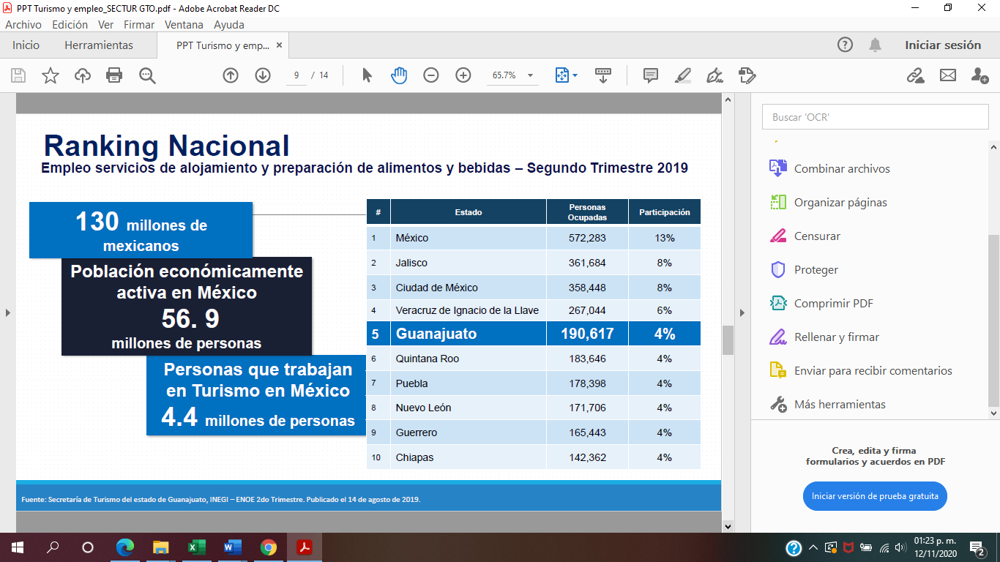 PPT Turismo y empleo_SECTUR GTO.pdf - Adobe Acrobat Reader DC
Archivo Edición Ver Firmar Ventana Ayuda
Inicio Herramientas PPT Turismo y emp... × Iniciar sesión
9 / 14 65.7%
Ranking Nacional
Empleo servicios de alojamiento y preparación de alimentos y bebidas – Segundo Trimestre 2019
130 millones de
mexicanos
Población económicamente
activa en México
56. 9
millones de personas
Personas que trabajan
en Turismo en México
4.4 millones de personas
# Estado Personas Ocupadas Participación
1 México 572,283 13%
2 Jalisco 361,684 8%
3 Ciudad de México 358,448 8%
4 Veracruz de Ignacio de la Llave 267,044 6%
5 Guanajuato 190,617 4%
6 Quintana Roo 183,646 4%
7 Puebla 178,398 4%
8 Nuevo León 171,706 4%
9 Guerrero 165,443 4%
10 Chiapas 142,362 4%
Fuente: Secretaría de Turismo del estado de Guanajuato, INEGI – ENOE 2do Trimestre. Publicado el 14 de agosto de 2019.
Buscar 'OCR'
Combinar archivos
Organizar páginas
Censurar
Proteger
Comprimir PDF
Rellenar y firmar
Enviar para recibir comentarios
Más herramientas
Crea, edita y firma
formularios y acuerdos en PDF
Iniciar versión de prueba gratuita
01:23 p. m.
12/11/2020
2